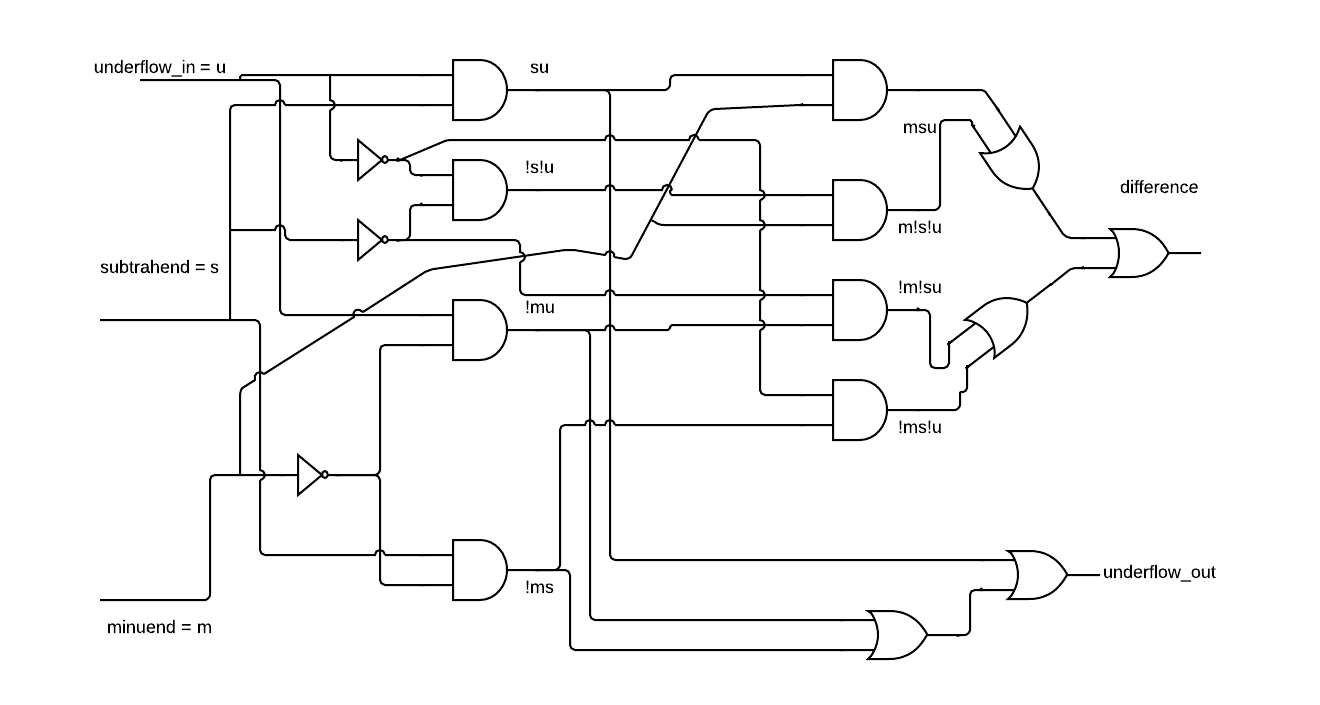 underflow_in = u
su
msu
!s!u
difference
m!s!u
subtrahend = s
!m!su
!mu
!ms!u
underflow_out
!ms
minuend = m